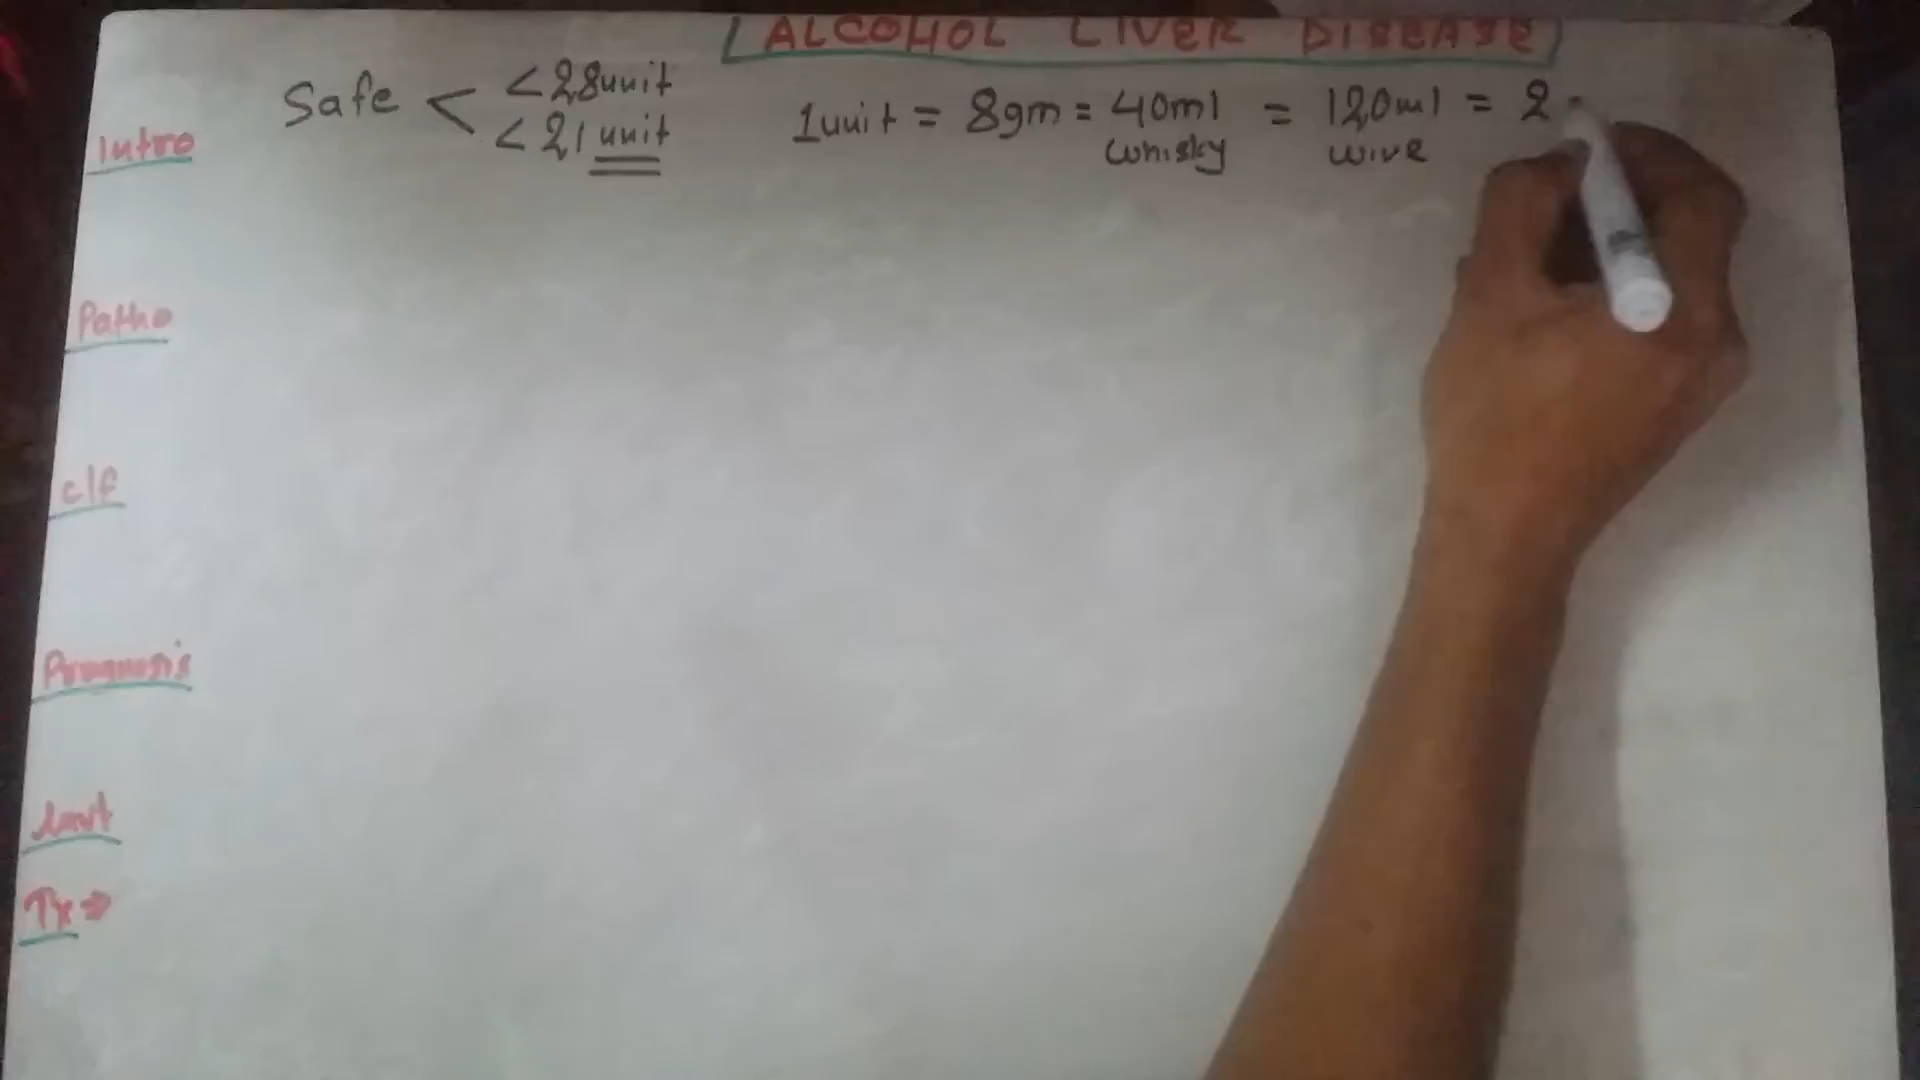 ALCOHOL LIVER DISEASE
Safe < <28unit
<21 unit
1unit = 8gm = 40ml = 120ml = 2
whisky wine
Intro
Patho
c/f
Prognosis
Invt
Tx⇒